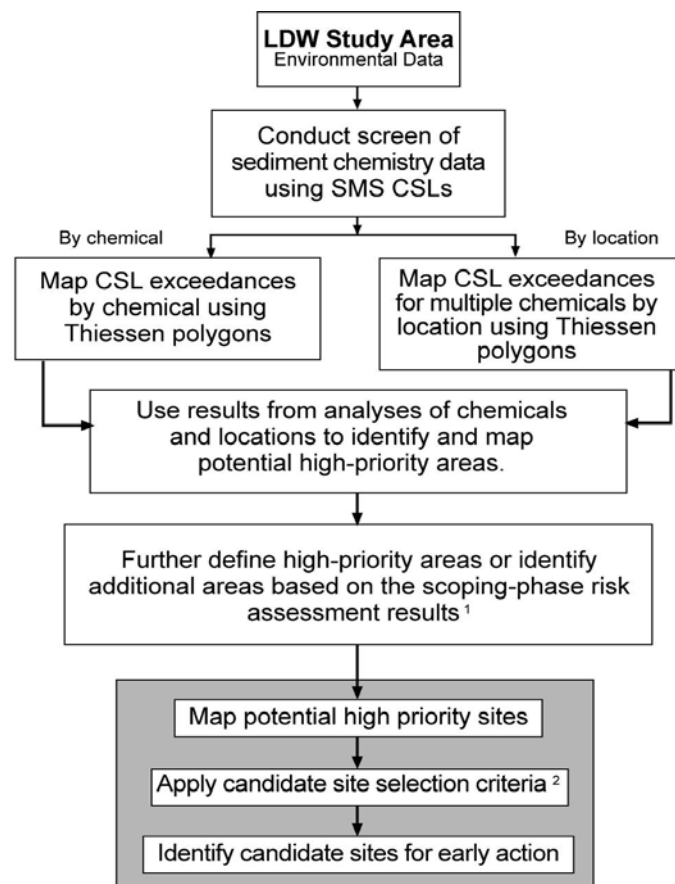 LDW Study Area
Environmental Data
Conduct screen of
sediment chemistry data
using SMS CSLs
By chemical
By location
Map CSL exceedances
by chemical using
Thiessen polygons
Map CSL exceedances
for multiple chemicals by
location using Thiessen
polygons
Use results from analyses of chemicals
and locations to identify and map
potential high-priority areas.
Further define high-priority areas or identify
additional areas based on the scoping-phase risk
assessment results 1
Map potential high priority sites
Apply candidate site selection criteria 2
Identify candidate sites for early action